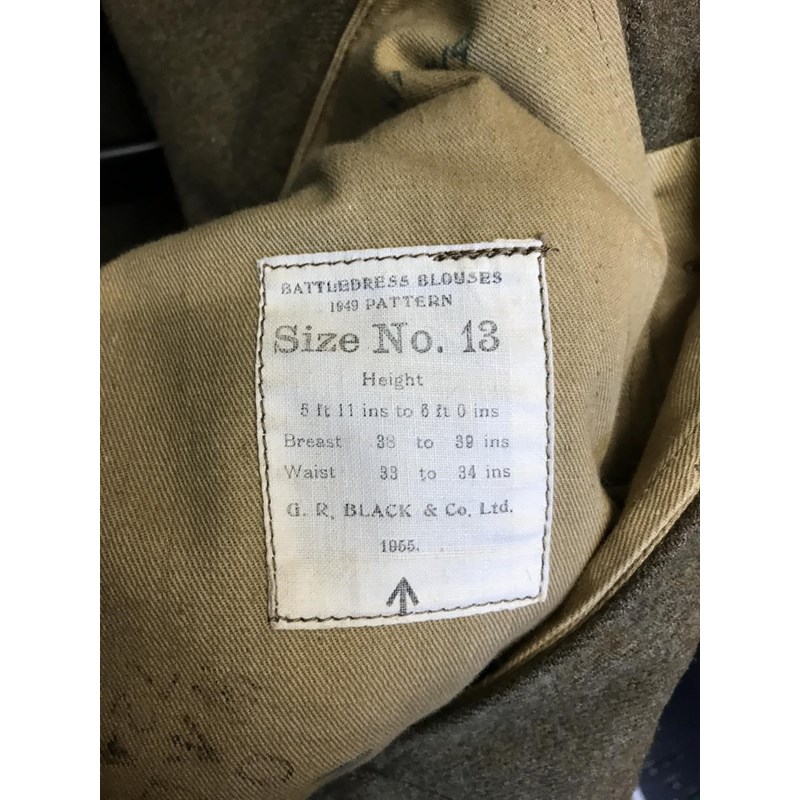 BATTLEDRESS BLOUSES
1949 PATTERN
Size No. 13
Height
5 ft 11 ins to 6 ft 0 ins
Breast 38 to 39 ins
Waist 33 to 34 ins
G. R. BLACK & Co. Ltd.
1955.